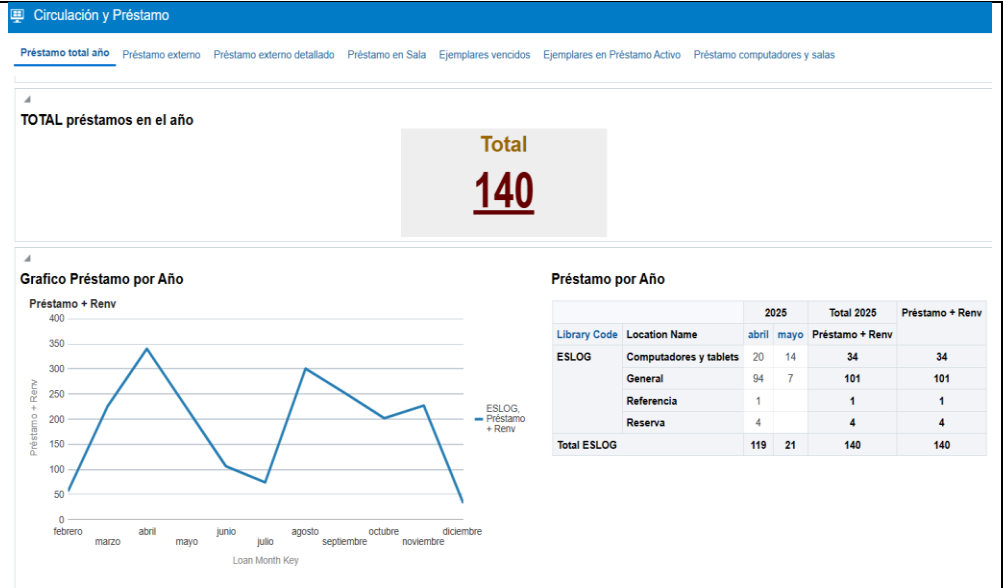 Circulación y Préstamo
Préstamo total año Préstamo externo Préstamo externo detallado Préstamo en Sala Ejemplares vencidos Ejemplares en Préstamo Activo Préstamo computadores y salas
TOTAL préstamos en el año
Total
140
Grafico Préstamo por Año
Préstamo + Renv
400
350
300
250
200
150
100
50
0
Préstamo + Renv
febrero marzo abril mayo junio julio agosto septiembre octubre noviembre diciembre
Loan Month Key
ESLOG,
Préstamo
+ Renv
Préstamo por Año
2025 Total 2025 Préstamo + Renv
Library Code Location Name abril mayo Préstamo + Renv
ESLOG Computadores y tablets 20 14 34 34
General 94 7 101 101
Referencia 1 1 1
Reserva 4 4 4
Total ESLOG 119 21 140 140